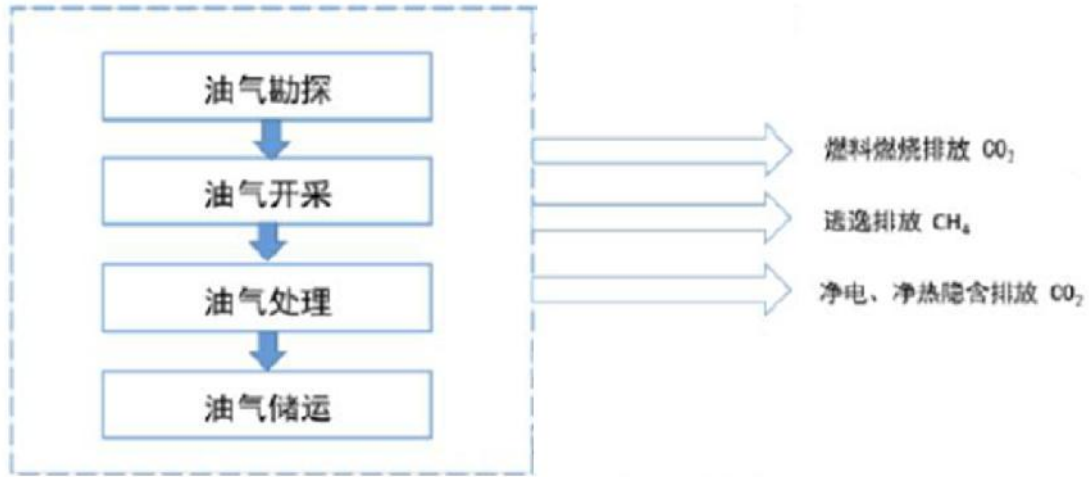 油气勘探
油气开采
油气处理
油气储运
燃料燃烧排放 CO₂
逃逸排放 CH₄
净电、净热隐含排放 CO₂